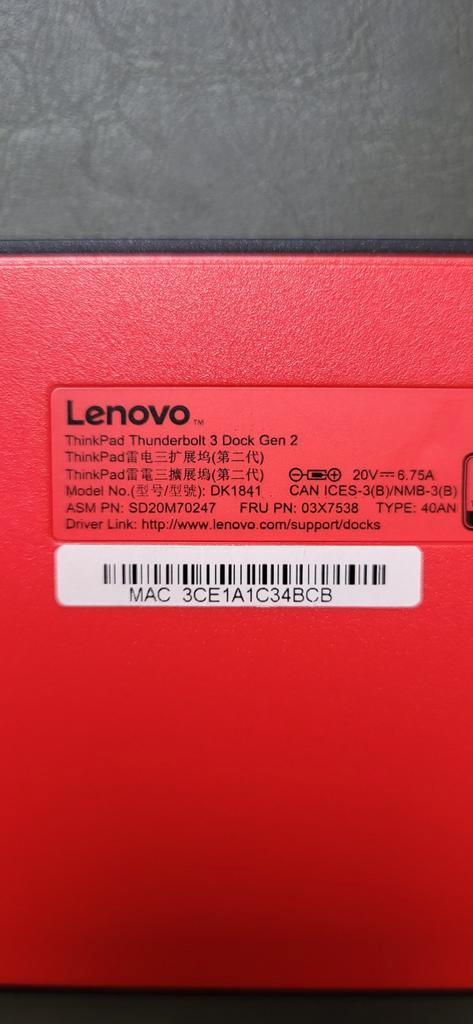 Lenovo™
ThinkPad Thunderbolt 3 Dock Gen 2
ThinkPad雷电三扩展坞(第二代)
ThinkPad雷電三擴展塢(第二代) 20V⎓6.75A
Model No.(型号/型號): DK1841 CAN ICES-3(B)/NMB-3(B)
ASM PN: SD20M70247 FRU PN: 03X7538 TYPE: 40AN
Driver Link: http://www.lenovo.com/support/docks
MAC 3CE1A1C34BCB